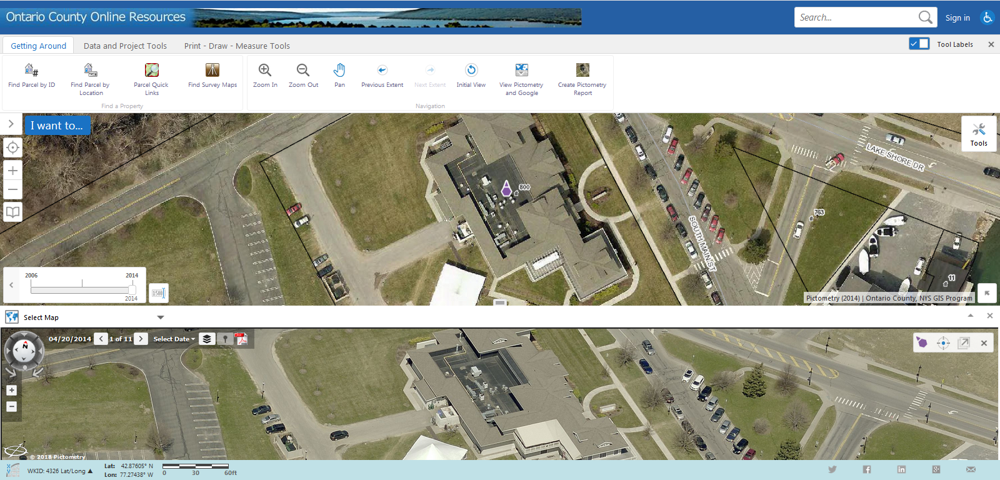 Ontario County Online Resources
Search...
Sign in
Getting Around
Data and Project Tools
Print - Draw - Measure Tools
Tool Labels
Find Parcel by ID
Find Parcel by Location
Parcel Quick Links
Find Survey Maps
Zoom In
Zoom Out
Pan
Previous Extent
Next Extent
Initial View
View Pictometry and Google
Create Pictometry Report
Find a Property
Navigation
I want to...
Tools
LAKE SHORE DR
800
763
SOUTH MAIN ST
11
2006
2014
2014
1500
Pictometry (2014) | Ontario County, NYS GIS Program
Select Map
N
04/20/2014
1 of 11
Select Date
PDF
© 2018 Pictometry
WKID: 4326 Lat/Long
Lat: 42.87605° N
Lon: 77.27438° W
0 30 60ft